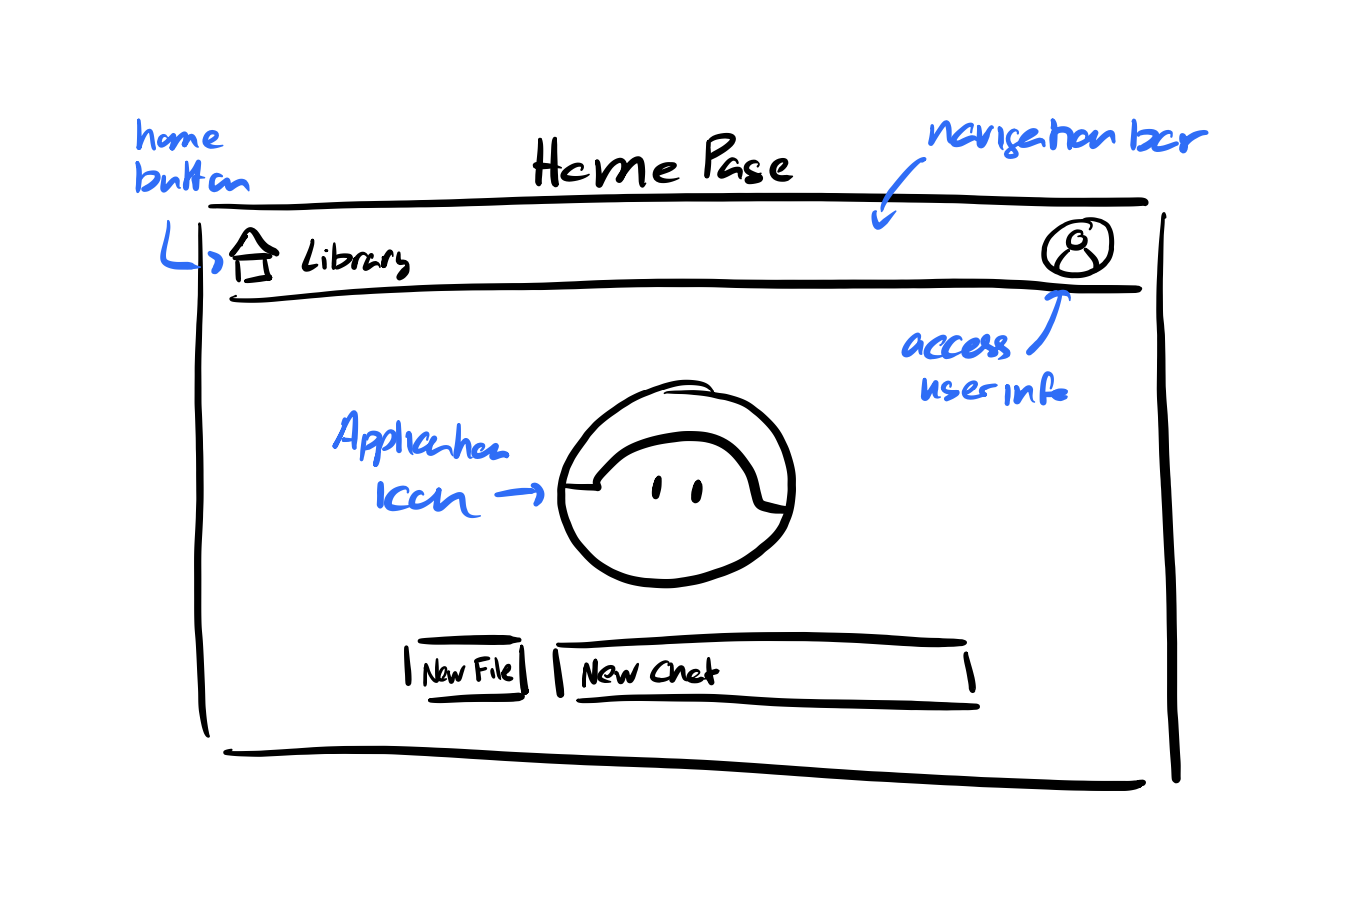 home
button
Home Page
navigation bar
Library
access
user info
Application
Icon
New File
New Chat